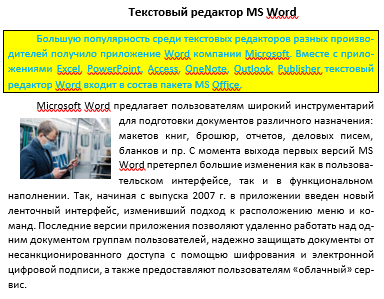 Текстовый редактор MS Word
Большую популярность среди текстовых редакторов разных произво-
дителей получило приложение Word компании Microsoft. Вместе с прило-
жениями Excel, PowerPoint, Access, OneNote, Outlook, Publisher текстовый
редактор Word входит в состав пакета MS Office.
Microsoft Word предлагает пользователям широкий инструментарий
для подготовки документов различного назначения:
макетов книг, брошюр, отчетов, деловых писем,
бланков и пр. С момента выхода первых версий MS
Word претерпел большие изменения как в пользова-
тельском интерфейсе, так и в функциональном
наполнении. Так, начиная с выпуска 2007 г. в приложении введен новый
ленточный интерфейс, изменивший подход к расположению меню и ко-
манд. Последние версии приложения позволяют удаленно работать над од-
ним документом группам пользователей, надежно защищать документы от
несанкционированного доступа с помощью шифрования и электронной
цифровой подписи, а также предоставляют пользователям «облачный» сер-
вис.